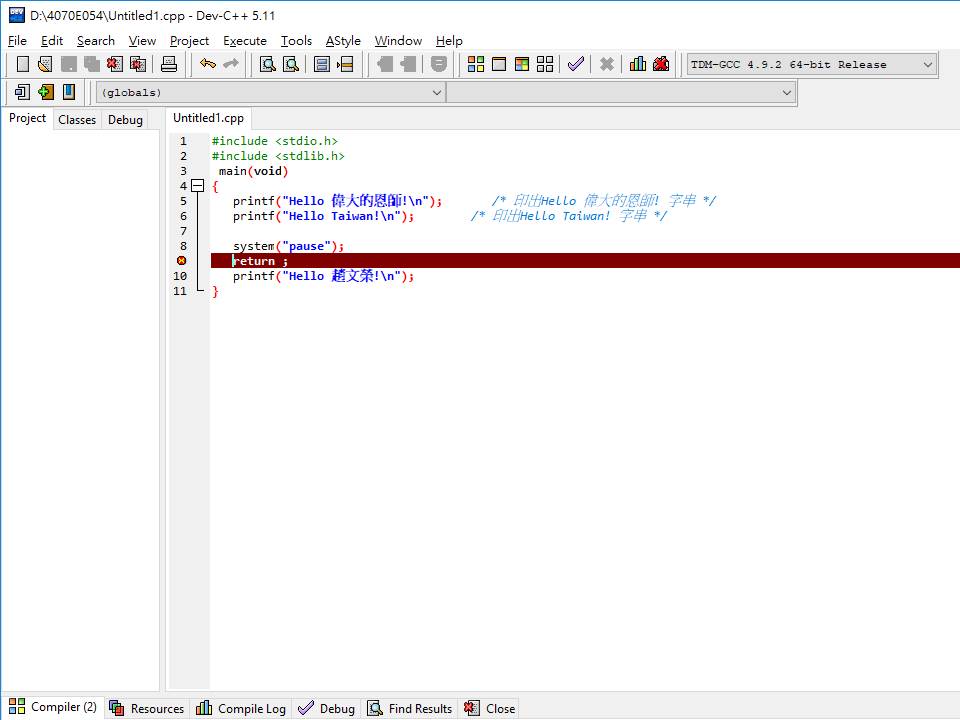 D:\4070E054\Untitled1.cpp - Dev-C++ 5.11
File Edit Search View Project Execute Tools AStyle Window Help
TDM-GCC 4.9.2 64-bit Release
(globals)
Project Classes Debug Untitled1.cpp
1 #include <stdio.h>
2 #include <stdlib.h>
3 main(void)
4 {
5 printf("Hello 偉大的恩師!\n"); /* 印出Hello 偉大的恩師! 字串 */
6 printf("Hello Taiwan!\n"); /* 印出Hello Taiwan! 字串 */
7
8 system("pause");
return ;
10 printf("Hello 趙文榮!\n");
11 }
Compiler (2) Resources Compile Log Debug Find Results Close